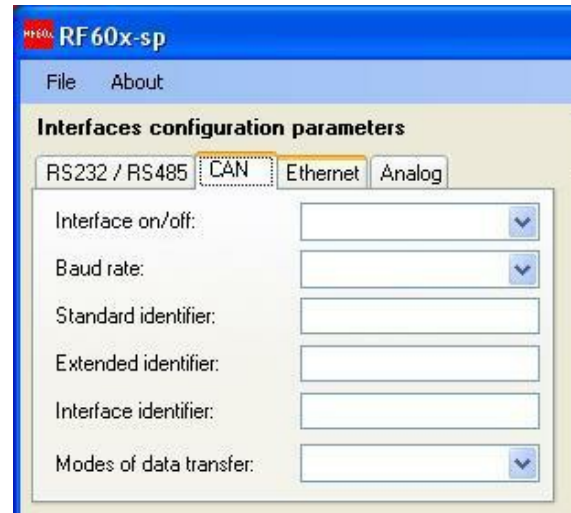 RF60x RF60x-sp
File About
Interfaces configuration parameters
RS232 / RS485 CAN Ethernet Analog
Interface on/off:
Baud rate:
Standard identifier:
Extended identifier:
Interface identifier:
Modes of data transfer: